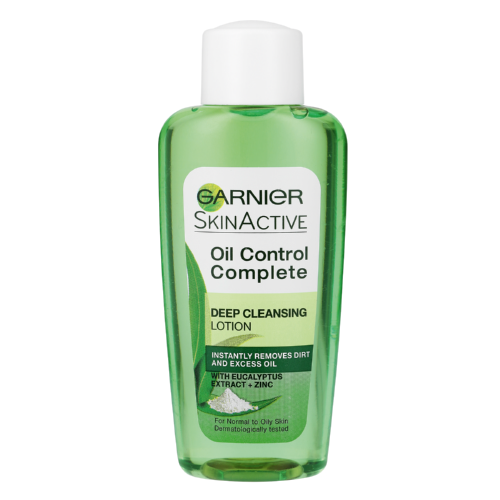 GARNIER
SKINACTIVE
Oil Control
Complete
DEEP CLEANSING
LOTION
INSTANTLY REMOVES DIRT
AND EXCESS OIL
WITH EUCALYPTUS
EXTRACT + ZINC
For Normal to Oily Skin
Dermatologically tested